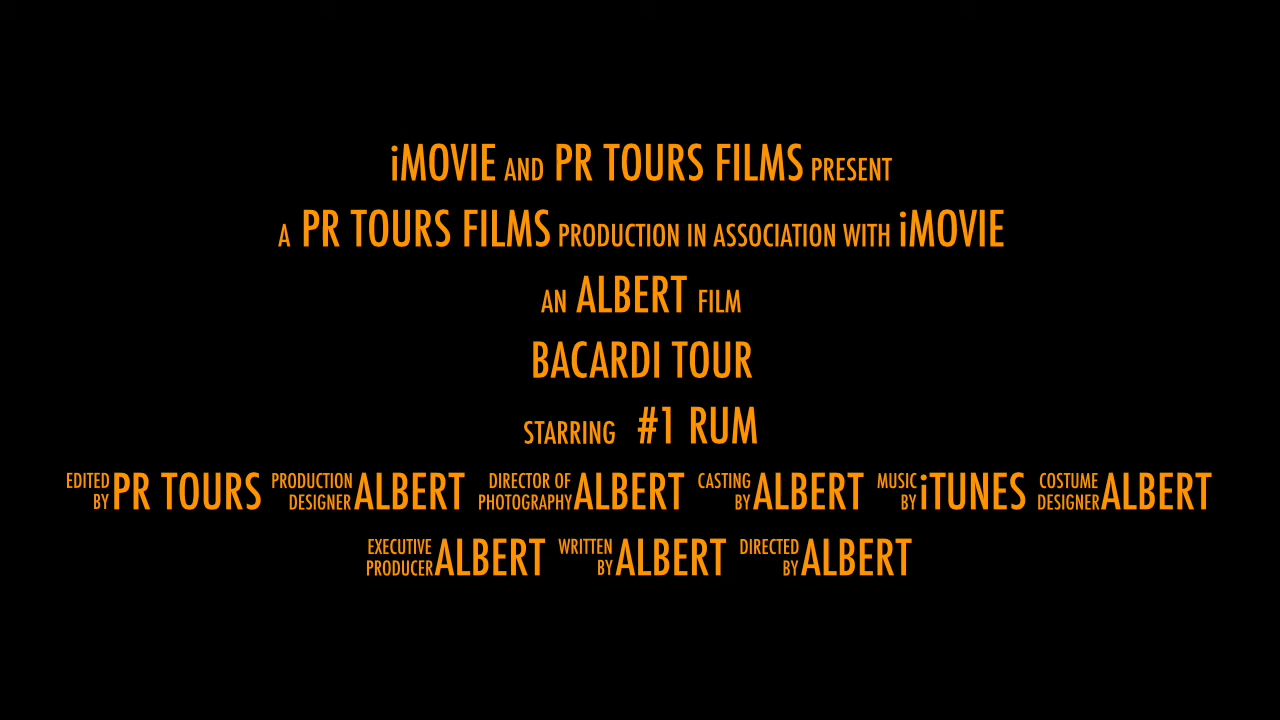 iMOVIE AND PR TOURS FILMS PRESENT
A PR TOURS FILMS PRODUCTION IN ASSOCIATION WITH iMOVIE
AN ALBERT FILM
BACARDI TOUR
STARRING #1 RUM
EDITED BY PR TOURS PRODUCTION DESIGNER ALBERT DIRECTOR OF PHOTOGRAPHY ALBERT CASTING BY ALBERT MUSIC BY iTUNES COSTUME DESIGNER ALBERT
EXECUTIVE PRODUCER ALBERT WRITTEN BY ALBERT DIRECTED BY ALBERT